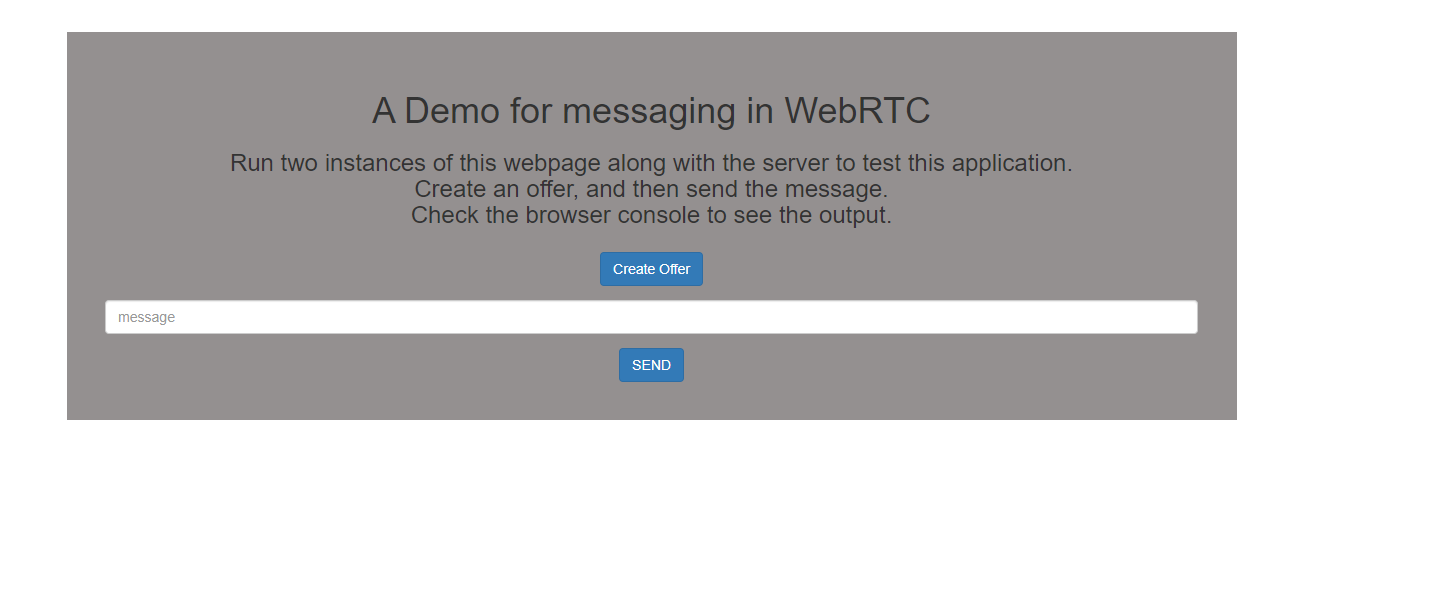 A Demo for messaging in WebRTC
Run two instances of this webpage along with the server to test this application.
Create an offer, and then send the message.
Check the browser console to see the output.
Create Offer
message
SEND